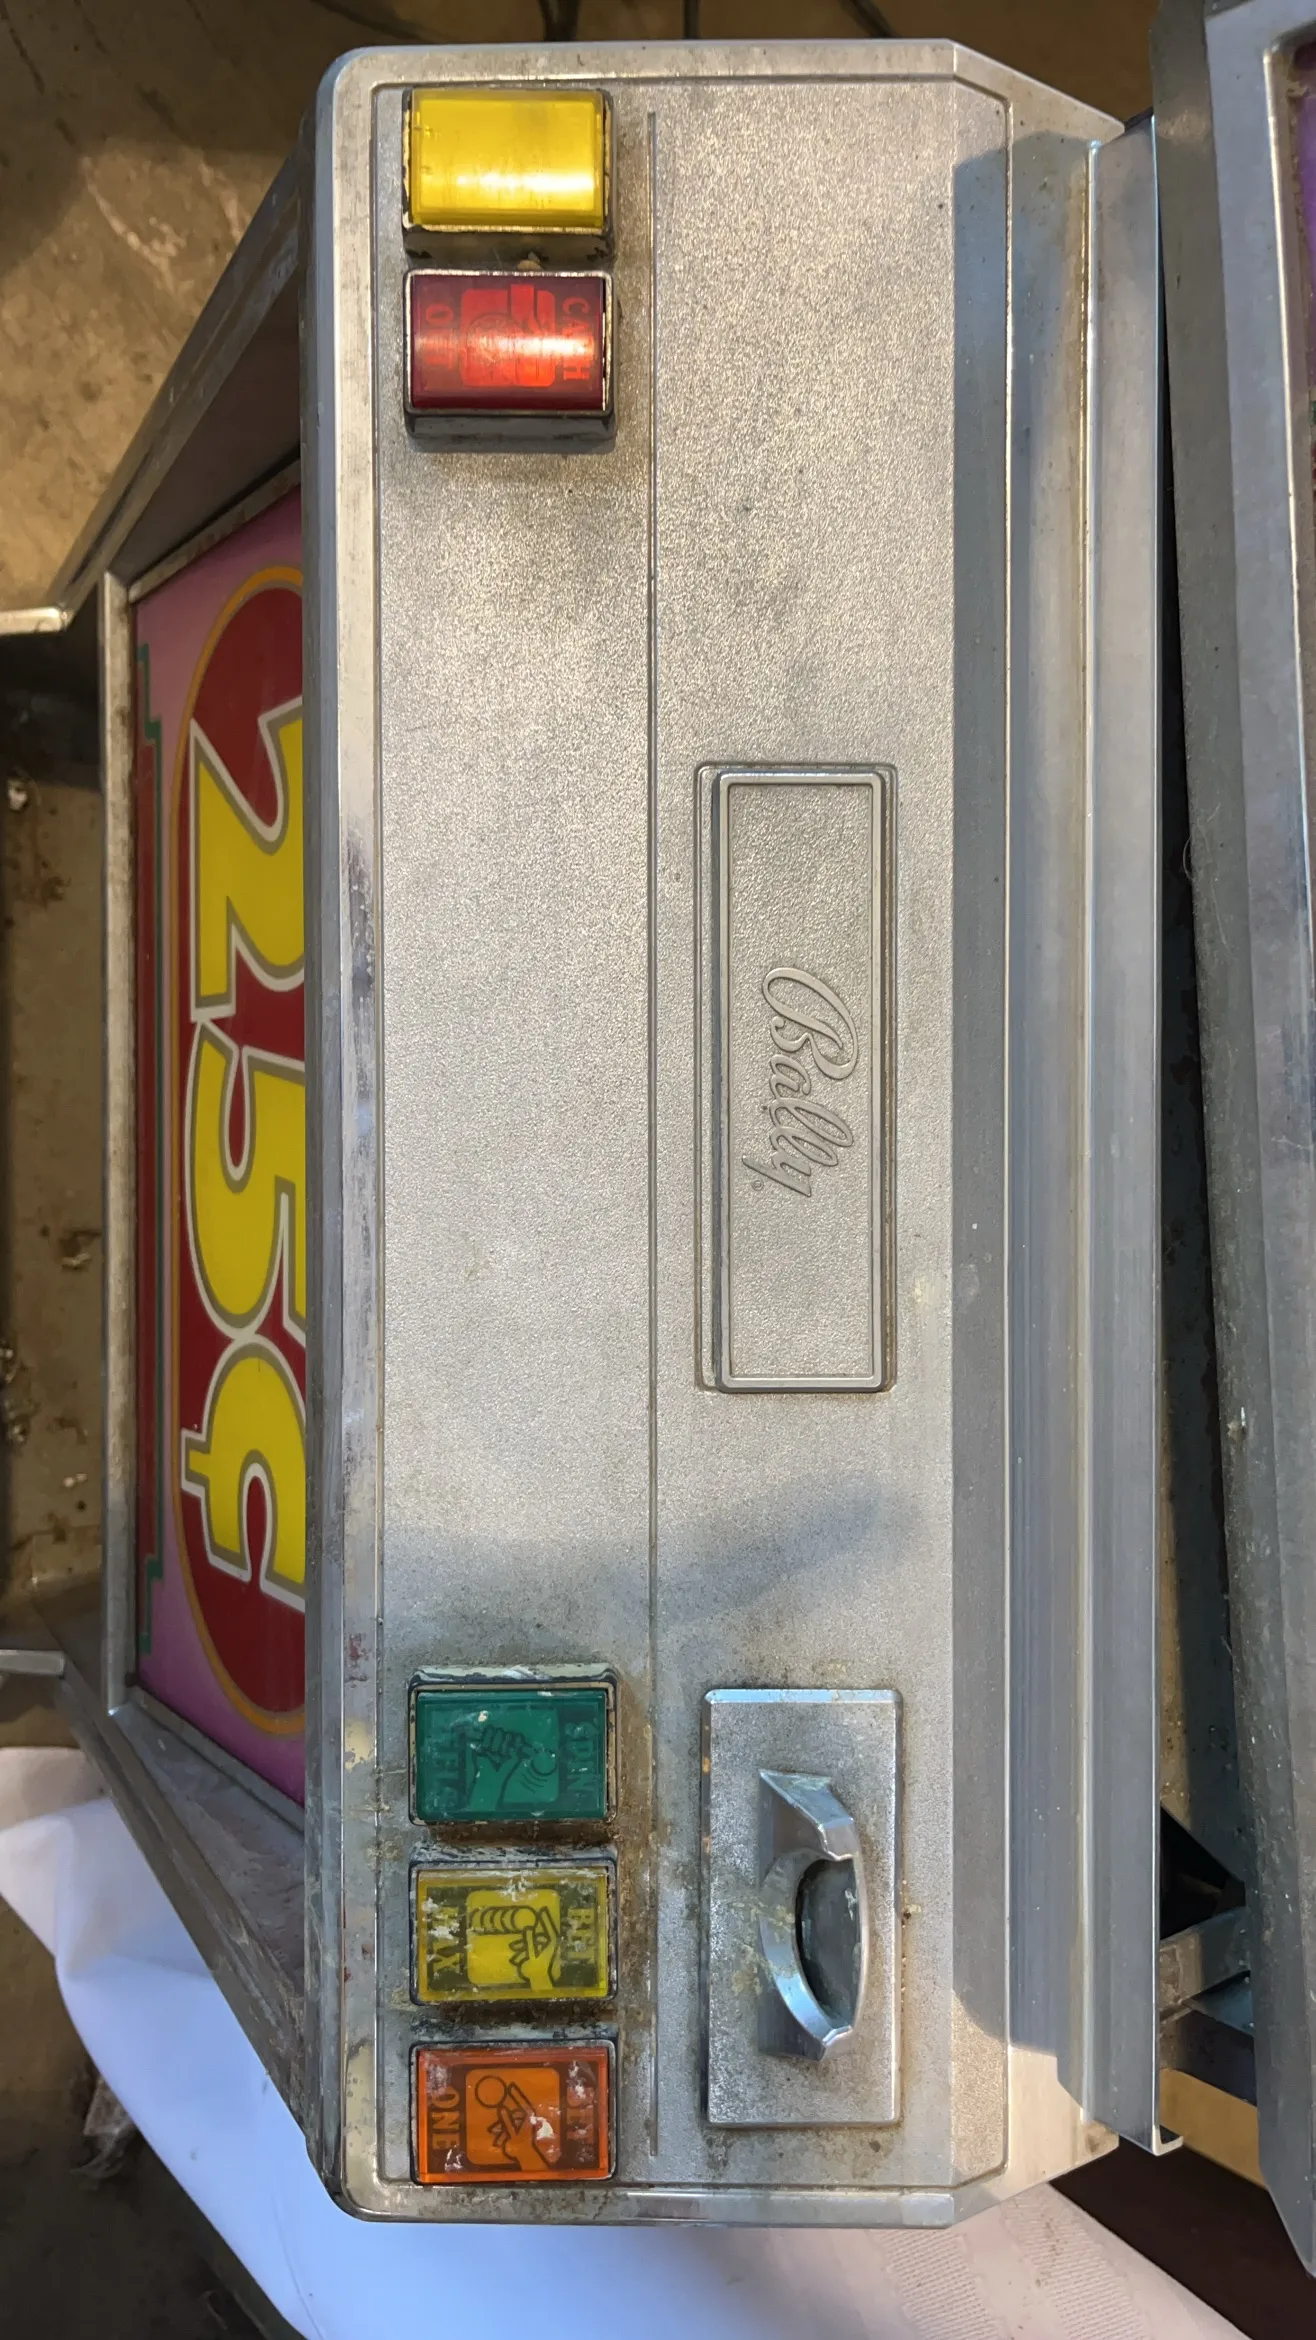 CASH
OUT
25¢
Bally®
SPIN
REELS
BET
MAX
BET
ONE